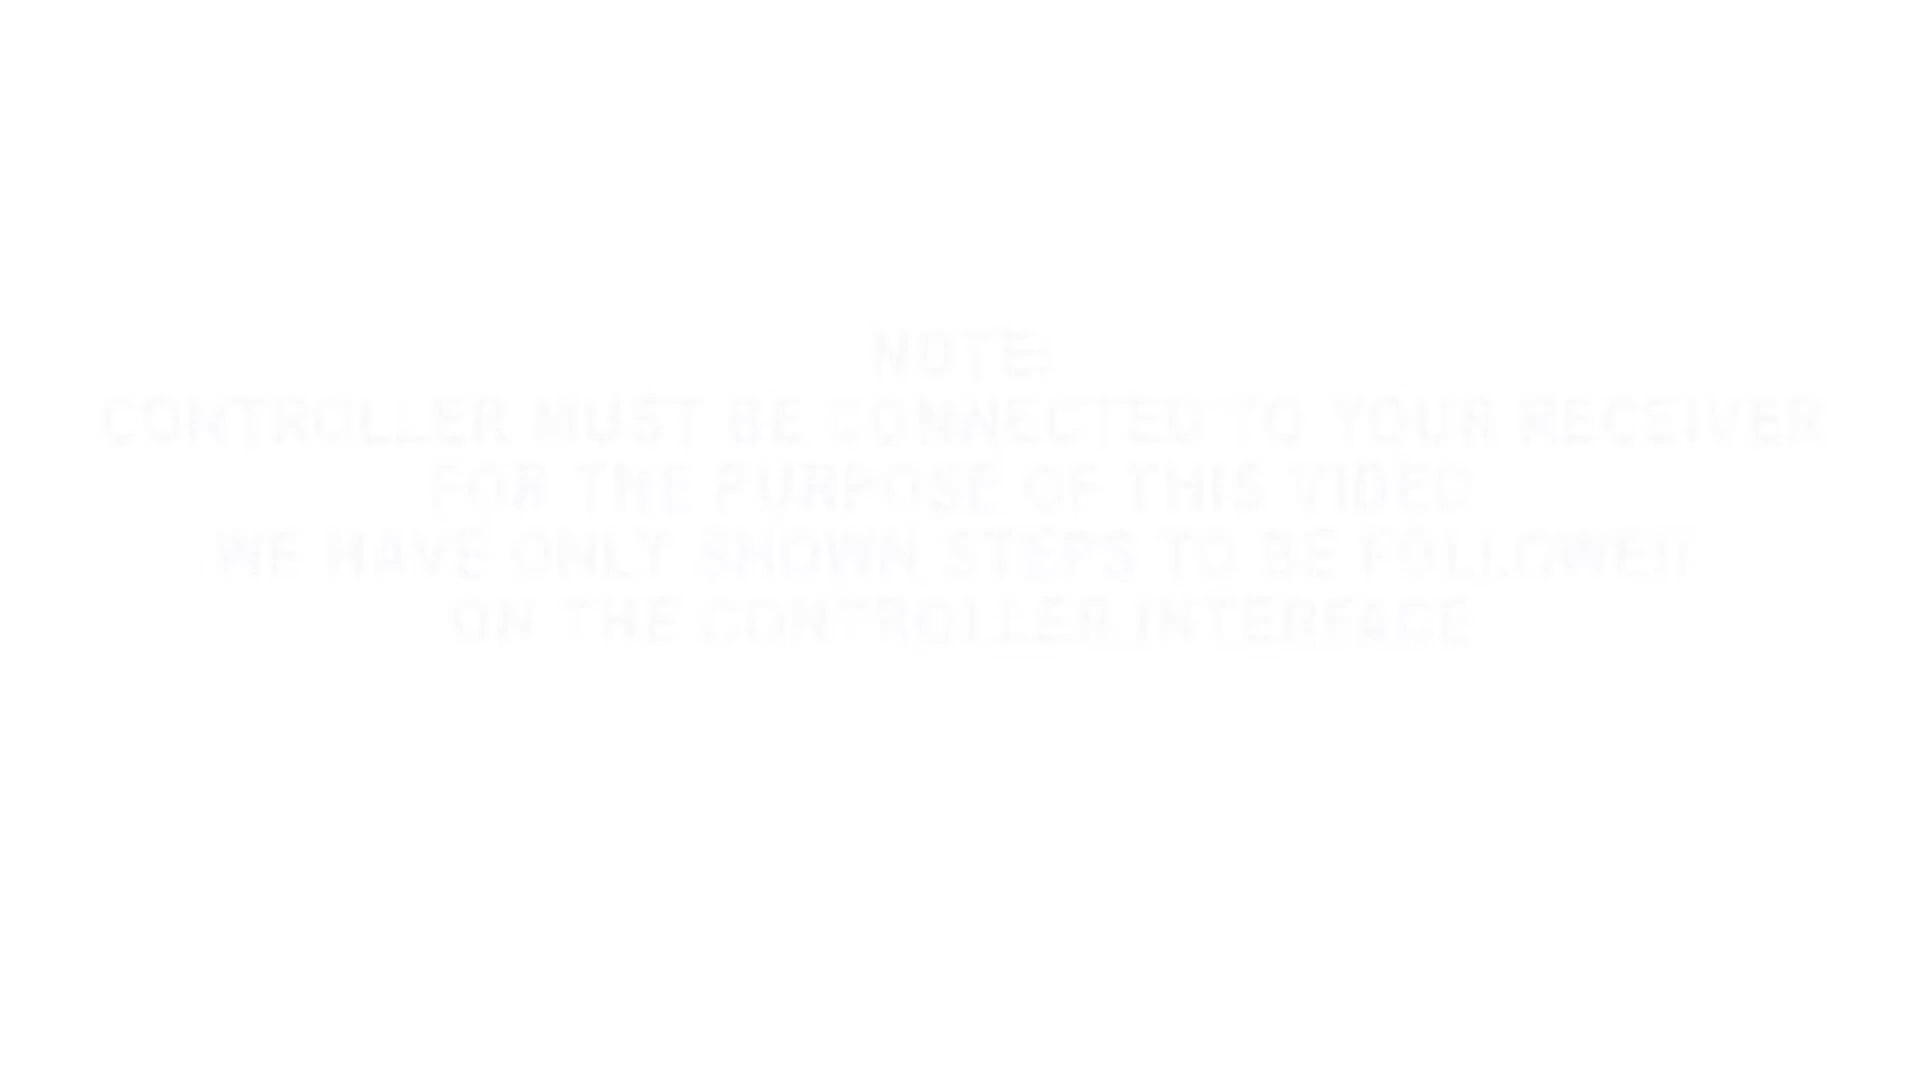 NOTE:
CONTROLLER MUST BE CONNECTED TO YOUR RECEIVER
FOR THE PURPOSE OF THIS VIDEO
WE HAVE ONLY SHOWN STEPS TO BE FOLLOWED
ON THE CONTROLLER INTERFACE